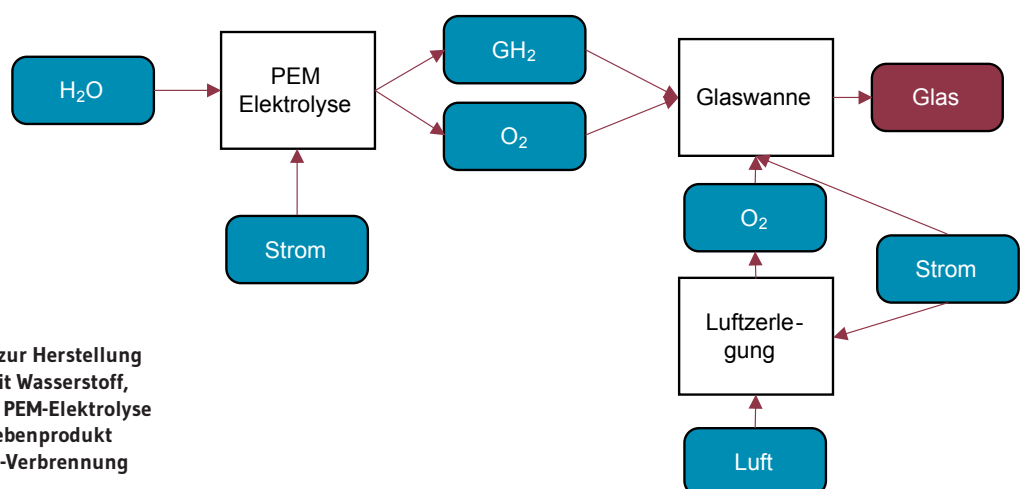 GH₂
H₂O
PEM
Elektrolyse
Glaswanne
Glas
O₂
O₂
Strom
Strom
Luftzerle-
gung
Luft
zur Herstellung
it Wasserstoff,
PEM-Elektrolyse
ebenprodukt
-Verbrennung